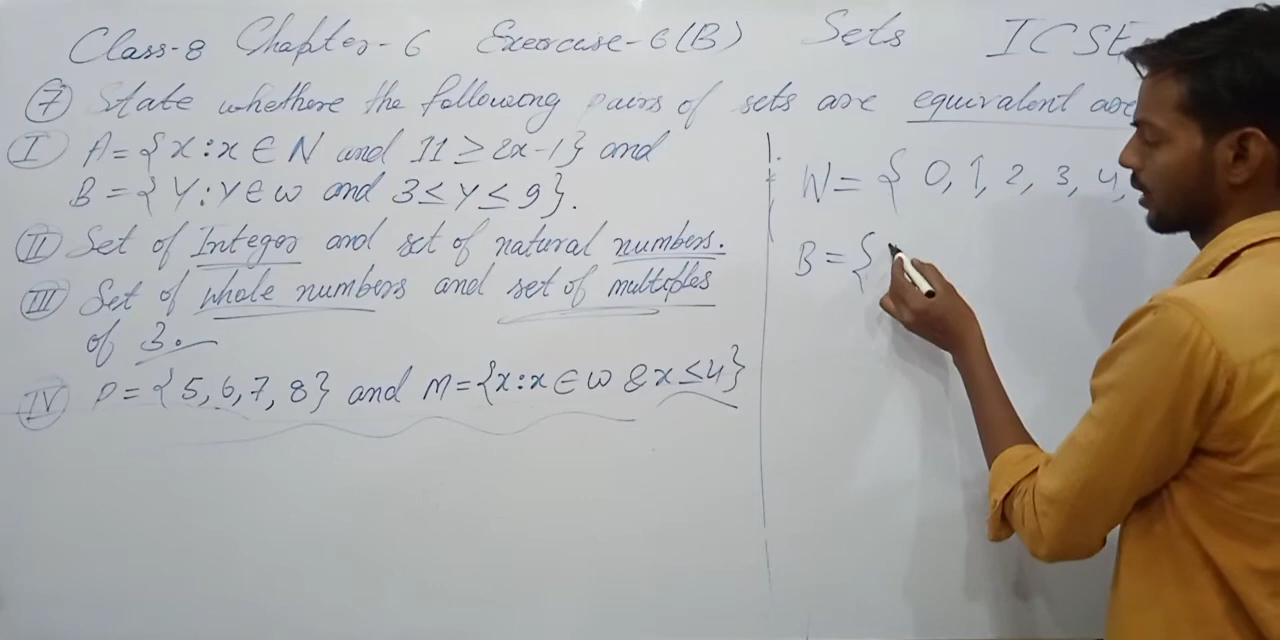 Class-8 Chapter-6 Exercise-6(B) Sets ICSE
⑦ State whethere the following pairs of sets are equivalent are
Ⓘ A = {x : x ∈ N and 11 ≥ 2x-1} and
B = {Y : Y ∈ w and 3 ≤ Y ≤ 9}.
Ⅱ Set of Integer and set of natural numbers.
Ⅲ Set of whole numbers and set of multiples
of 3.
Ⅳ P = {5, 6, 7, 8} and M = {x : x ∈ w & x ≤ 4}
W = { 0, 1, 2, 3, 4,
B = {